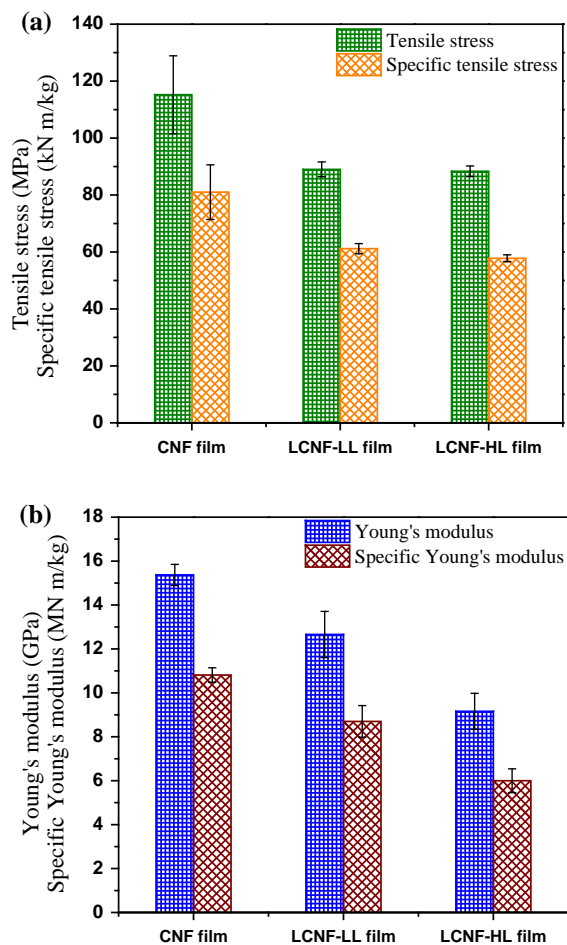 (a)
Tensile stress
Specific tensile stress
Tensile stress (MPa)
Specific tensile stress (kN m/kg)
140
120
100
80
60
40
20
0
CNF film LCNF-LL film LCNF-HL film
(b)
Young's modulus
Specific Young's modulus
Young's modulus (GPa)
Specific Young's modulus (MN m/kg)
18
16
14
12
10
8
6
4
2
0
CNF film LCNF-LL film LCNF-HL film